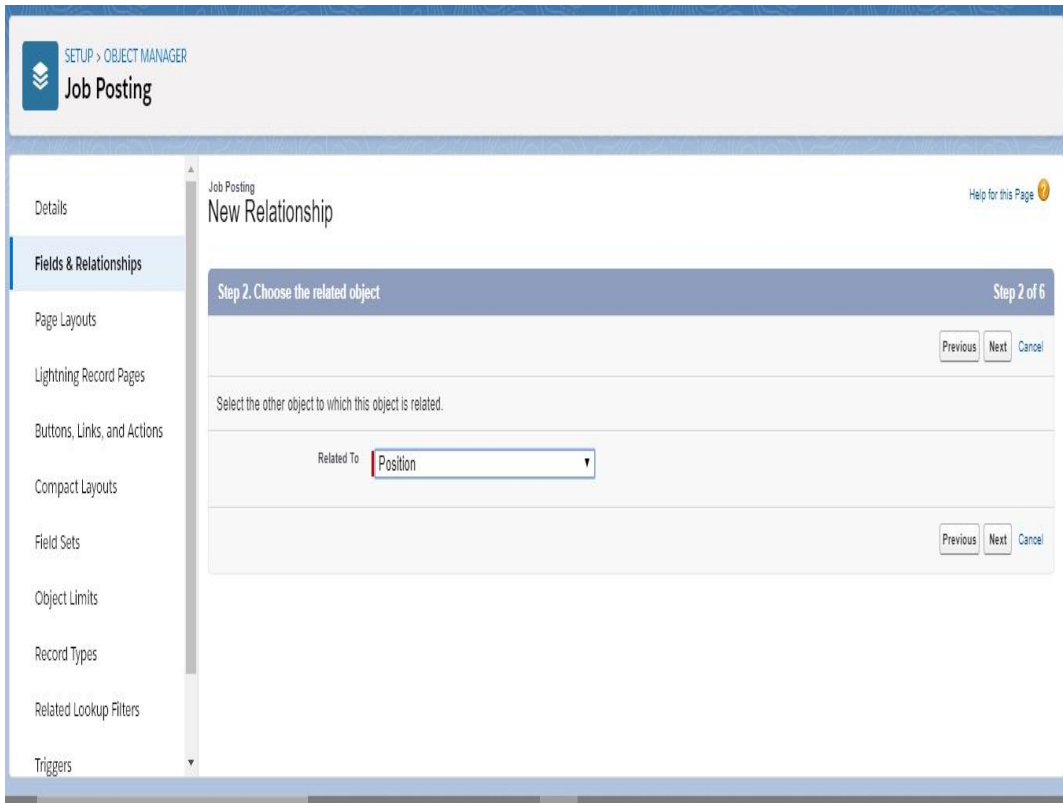 SETUP > OBJECT MANAGER
Job Posting
Details
Fields & Relationships
Page Layouts
Lightning Record Pages
Buttons, Links, and Actions
Compact Layouts
Field Sets
Object Limits
Record Types
Related Lookup Filters
Triggers
Job Posting
New Relationship
Help for this Page ?
Step 2. Choose the related object Step 2 of 6
Previous Next Cancel
Select the other object to which this object is related.
Related To Position
Previous Next Cancel